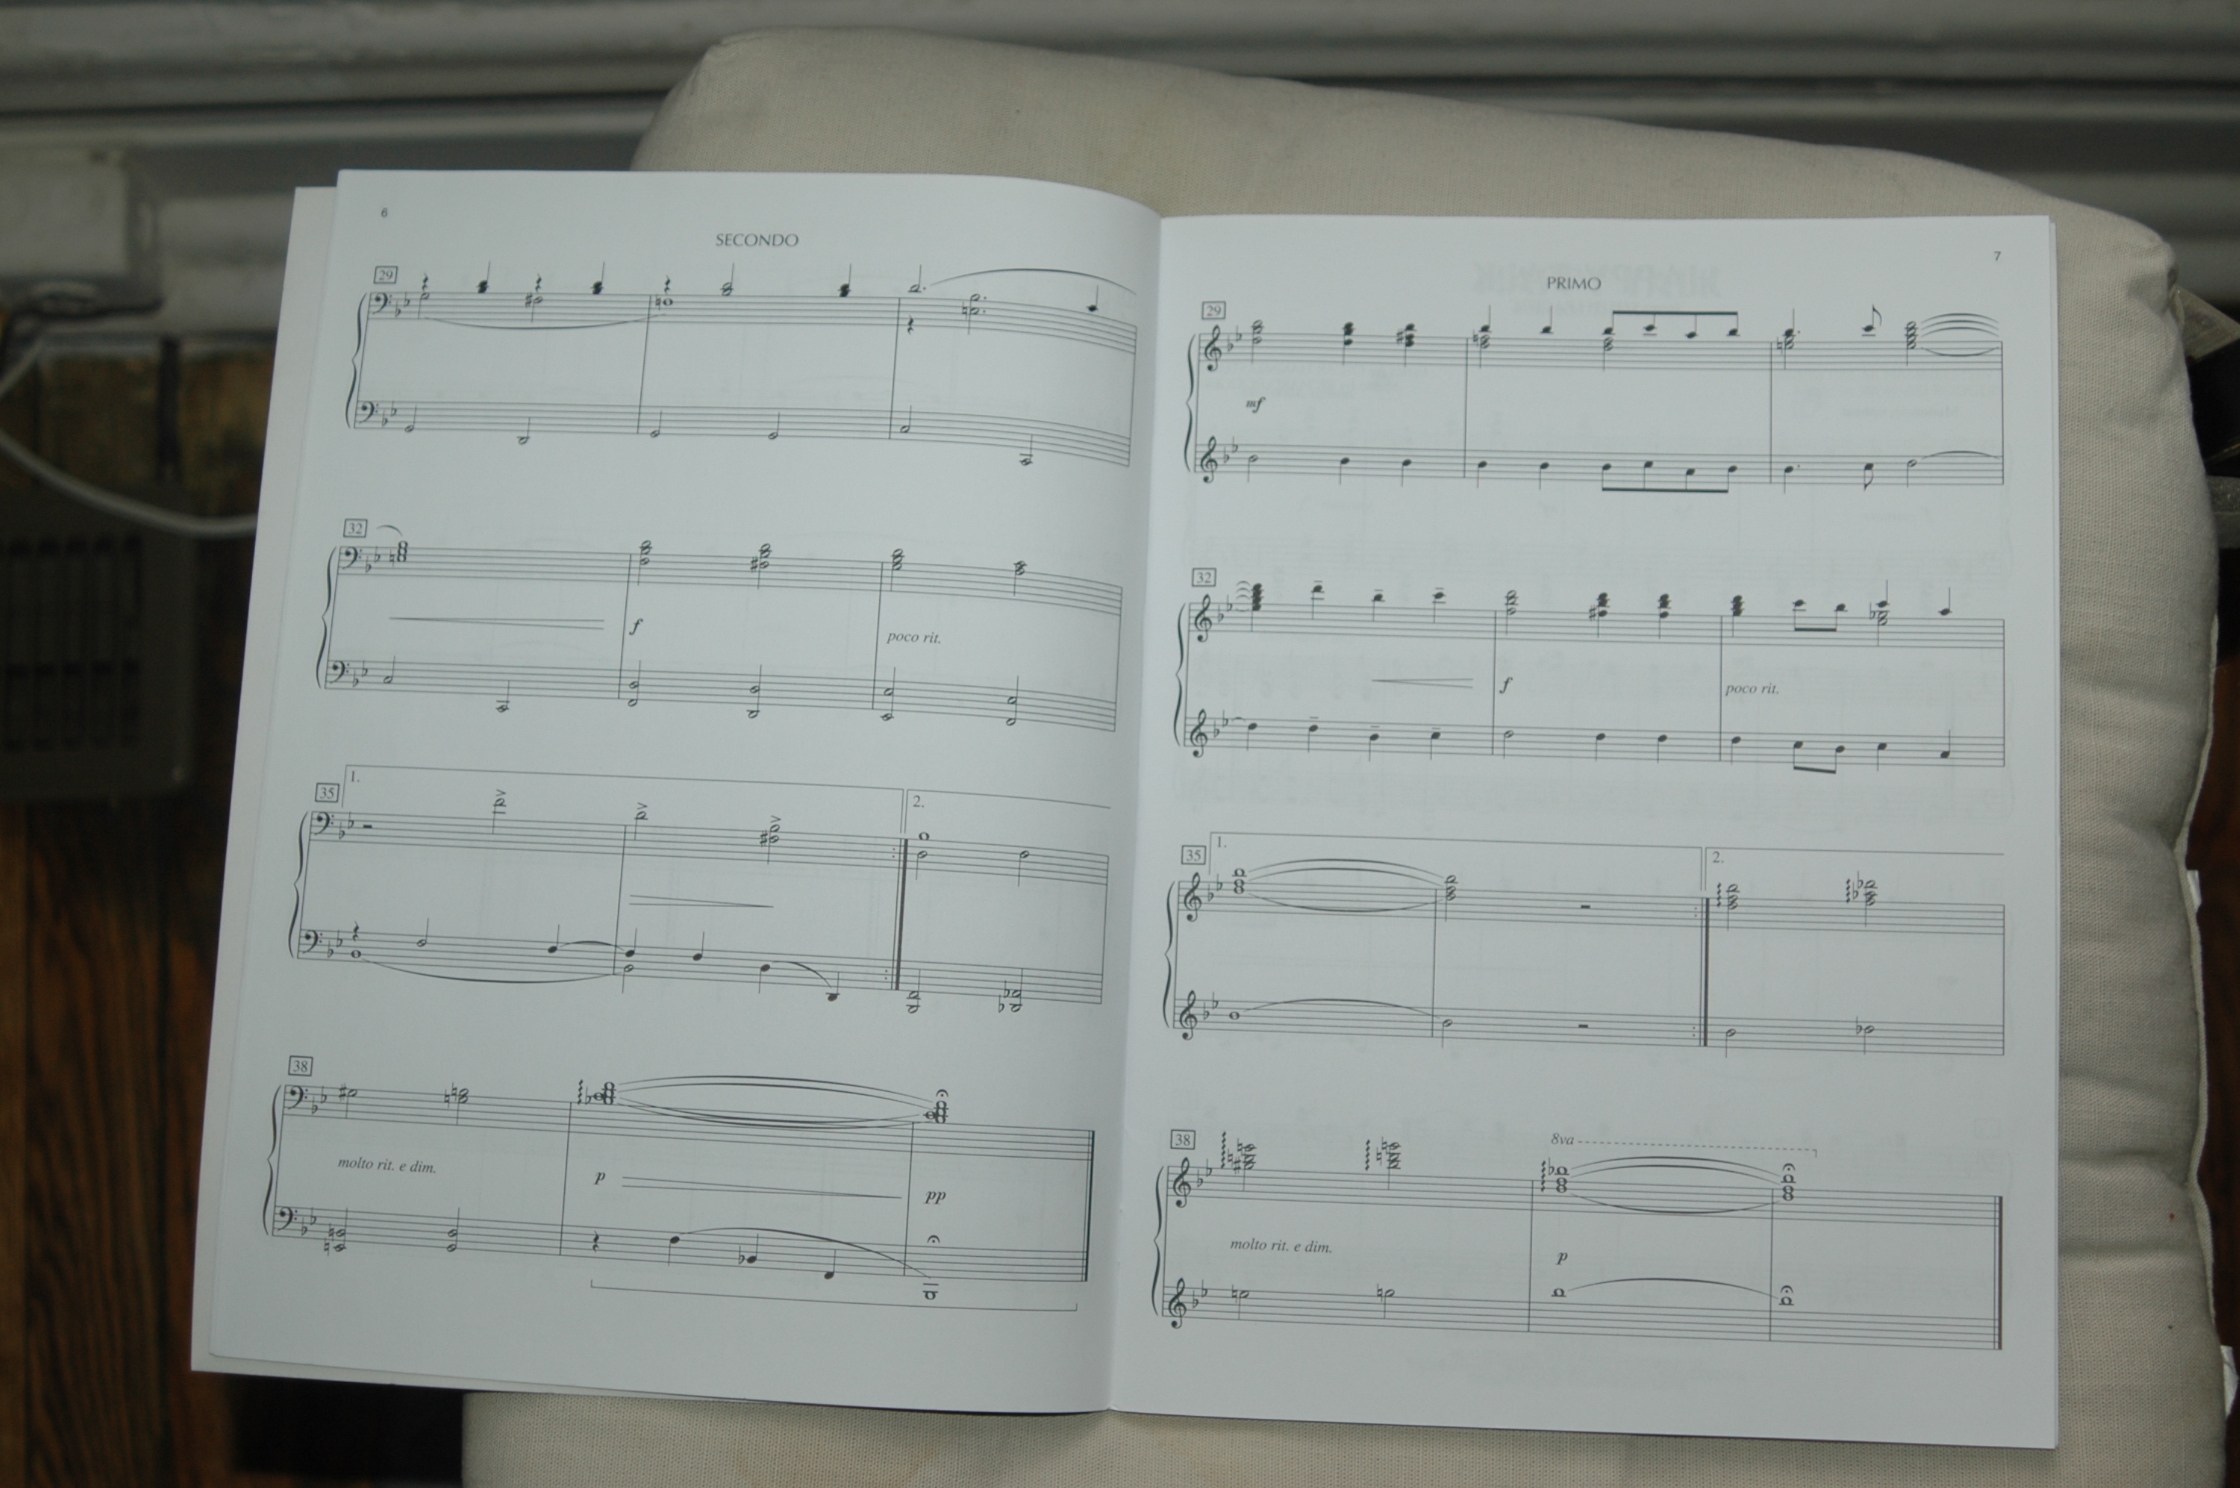 6
SECONDO
29
32
f
poco rit.
35
1.
2.
38
molto rit. e dim.
p
pp
7
PRIMO
29
mf
32
f
poco rit.
35
1.
2.
38
8va
molto rit. e dim.
p